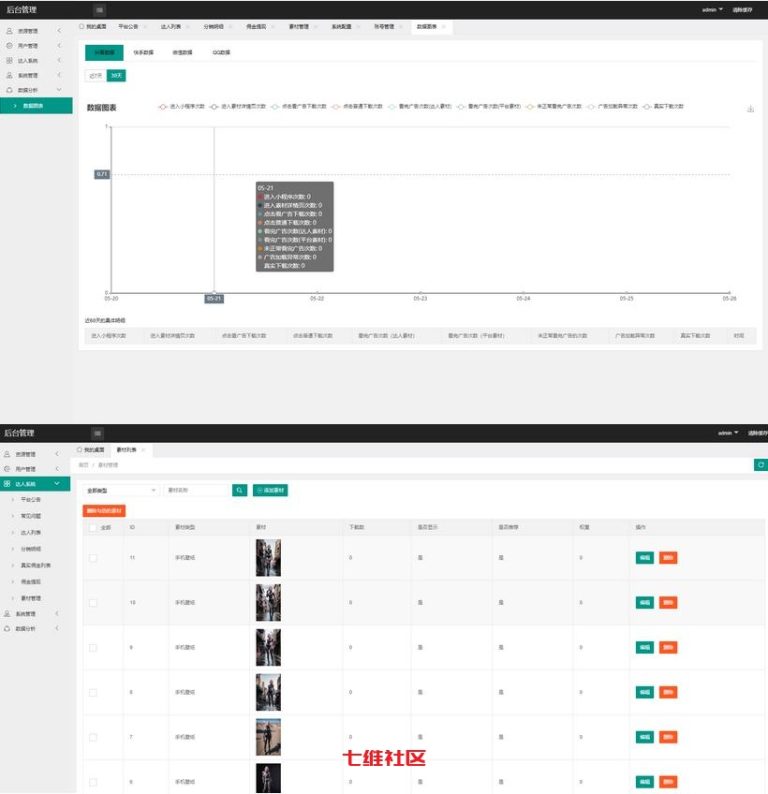 后台管理
admin
清除缓存
我的桌面 平台公告 达人列表 分销明细 佣金提现 素材管理 系统配置 账号管理 数据图表
资源管理
用户管理
达人系统
系统管理
数据分析
数据图表
快手数据 QQ数据
近7天 30天
数据图表
进入小程序次数 进入素材详情页次数 点击看广告下载次数 点击普通下载次数 看完广告次数(达人素材) 看完广告次数(平台素材) 未正常看完广告次数 广告加载异常次数 真实下载次数
1
0.71
05-21
进入小程序次数: 0
进入素材详情页次数: 0
点击看广告下载次数: 0
点击普通下载次数: 0
看完广告次数(达人素材): 0
看完广告次数(平台素材): 0
未正常看完广告次数: 0
广告加载异常次数: 0
真实下载次数: 0
0
05-20 05-21 05-22 05-23 05-24 05-25 05-26
近60天的具体明细
进入小程序次数 进入素材详情页次数 点击看广告下载次数 点击普通下载次数 看完广告次数（达人素材） 看完广告次数（平台素材） 未正常看完广告的次数 广告加载异常次数 真实下载次数 时间
后台管理
admin
清除缓存
我的桌面 素材列表
首页 / 素材管理
资源管理
用户管理
达人系统
平台公告
常见问题
达人列表
分销明细
真实佣金列表
佣金提现
素材管理
系统管理
数据分析
全部类型 素材名称 添加素材
删除勾选的素材
全部 ID 素材类型 素材 下载数 是否显示 是否推荐 权重 操作
11 手机壁纸 0 是 是 0 编辑 删除
10 手机壁纸 0 是 是 0 编辑 删除
9 手机壁纸 0 是 是 0 编辑 删除
8 手机壁纸 0 是 是 0 编辑 删除
7 手机壁纸 0 是 是 0 编辑 删除
6 手机壁纸 0 是 是 0 编辑 删除
七维社区